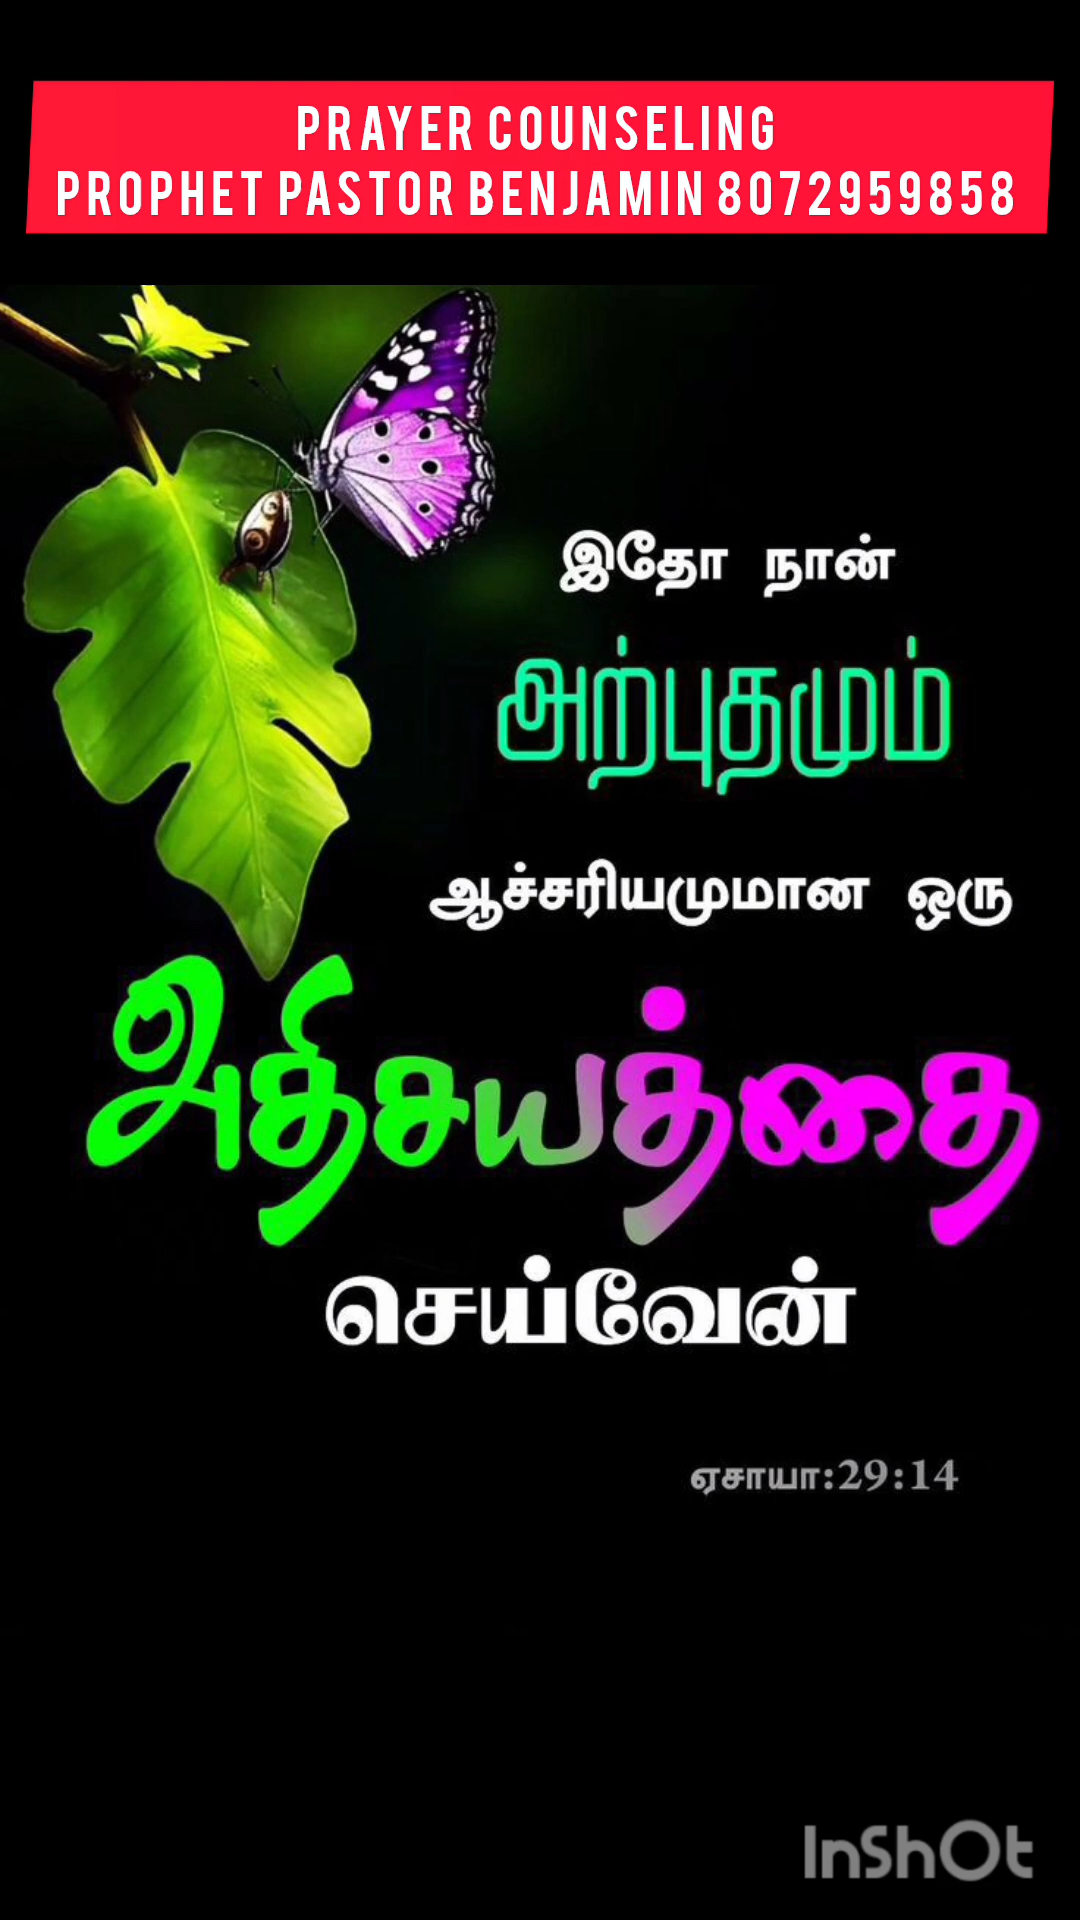 PRAYER COUNSELING
PROPHET PASTOR BENJAMIN 8072959858
இதோ நான்
அற்புதமும்
ஆச்சரியமுமான ஒரு
அதிசயத்தை
செய்வேன்
ஏசாயா:29:14
InShOt